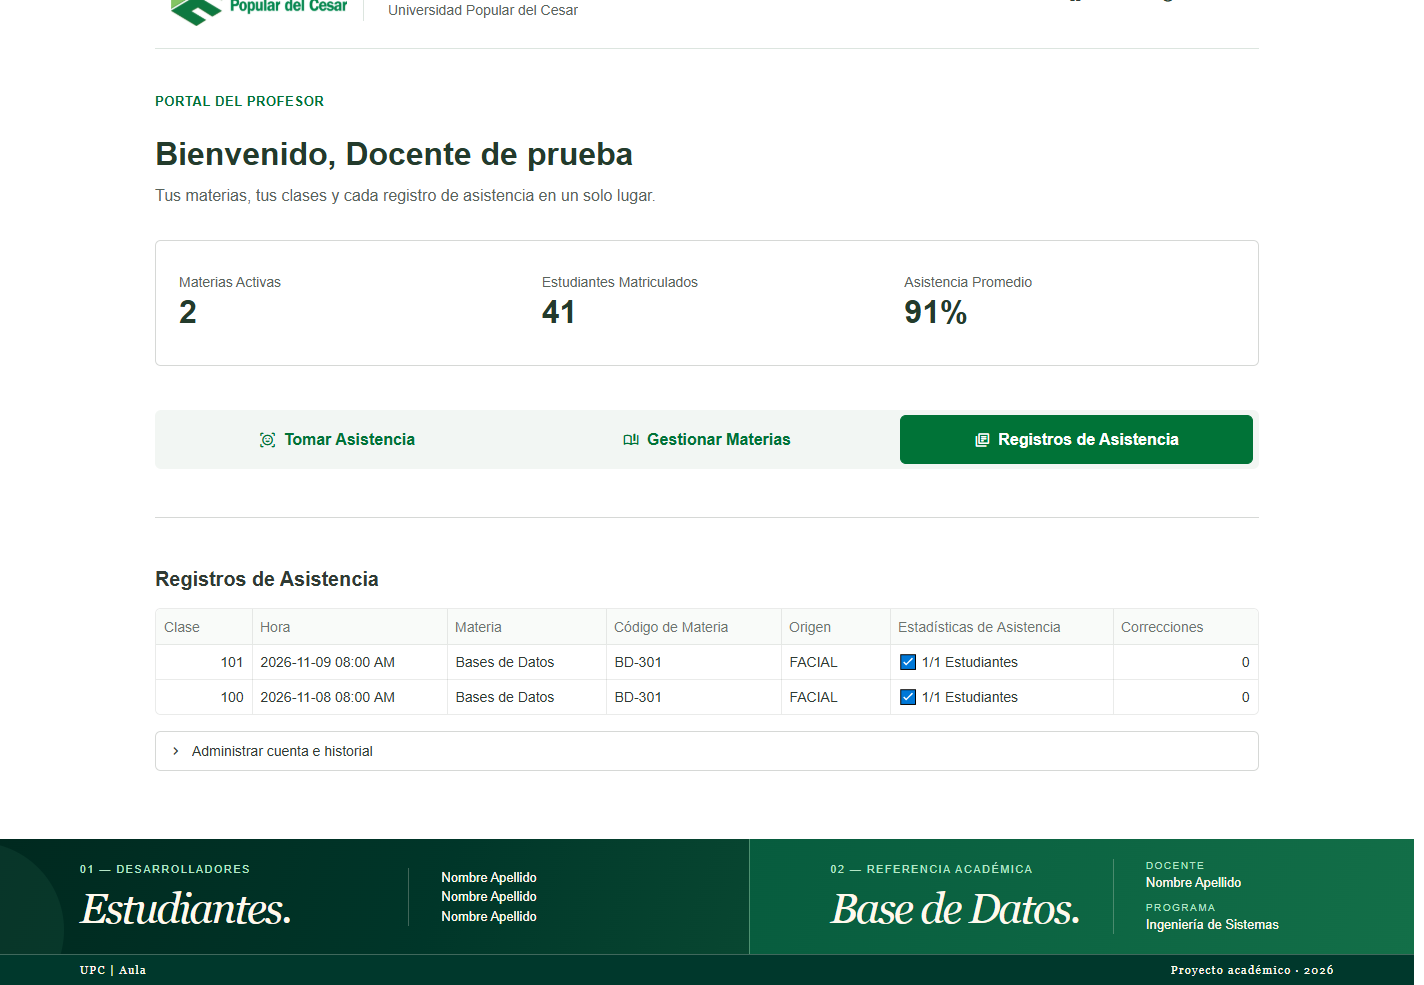 Popular del Cesar
Universidad Popular del Cesar
PORTAL DEL PROFESOR
Bienvenido, Docente de prueba
Tus materias, tus clases y cada registro de asistencia en un solo lugar.
Materias Activas
2
Estudiantes Matriculados
41
Asistencia Promedio
91%
Tomar Asistencia
Gestionar Materias
Registros de Asistencia
Registros de Asistencia
Clase Hora Materia Código de Materia Origen Estadísticas de Asistencia Correcciones
101 2026-11-09 08:00 AM Bases de Datos BD-301 FACIAL 1/1 Estudiantes 0
100 2026-11-08 08:00 AM Bases de Datos BD-301 FACIAL 1/1 Estudiantes 0
Administrar cuenta e historial
01 — DESARROLLADORES
Estudiantes.
Nombre Apellido
Nombre Apellido
Nombre Apellido
02 — REFERENCIA ACADÉMICA
Base de Datos.
DOCENTE
Nombre Apellido
PROGRAMA
Ingeniería de Sistemas
UPC | Aula
Proyecto académico · 2026